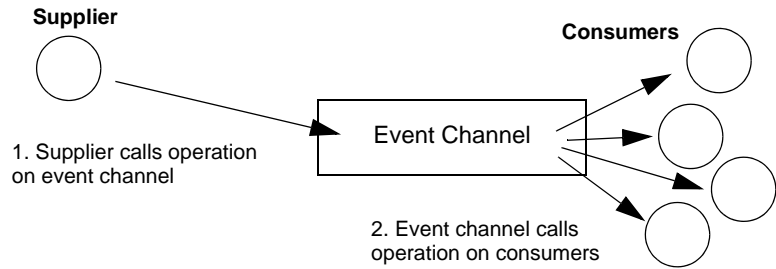 Supplier
Consumers
Event Channel
1. Supplier calls operation
on event channel
2. Event channel calls
operation on consumers